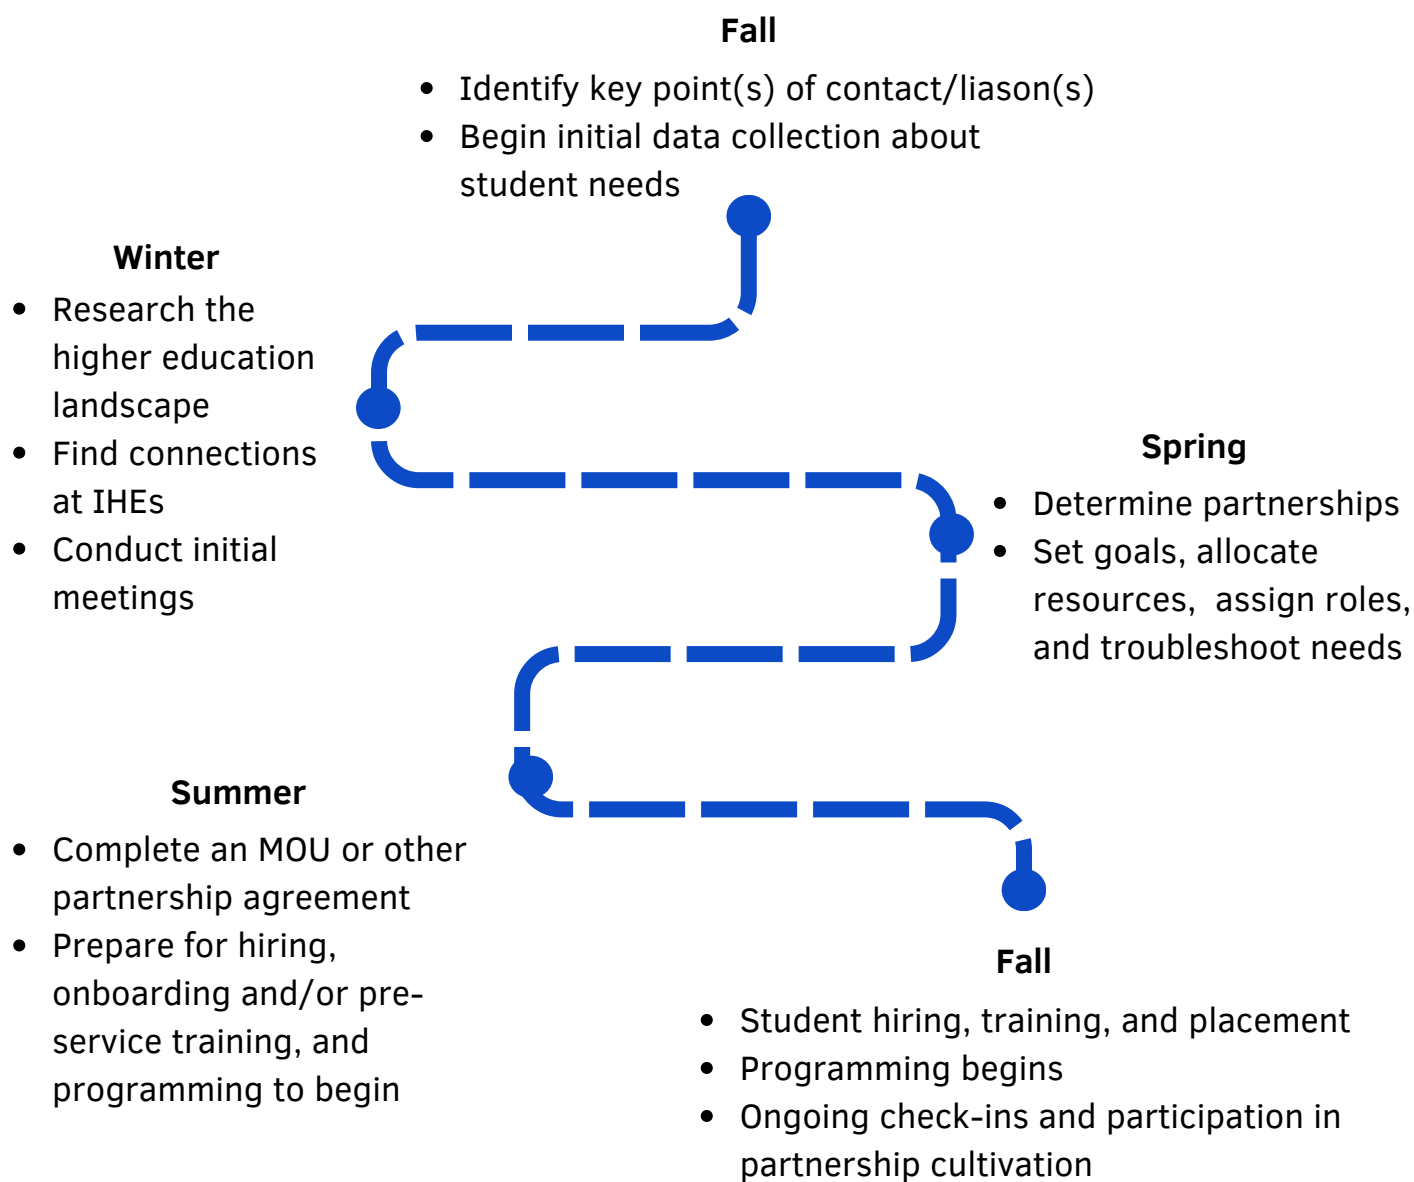 Fall
• Identify key point(s) of contact/liason(s)
• Begin initial data collection about
student needs
Winter
• Research the
higher education
landscape
• Find connections
at IHEs
• Conduct initial
meetings
Spring
• Determine partnerships
• Set goals, allocate
resources,  assign roles,
and troubleshoot needs
Summer
• Complete an MOU or other
partnership agreement
• Prepare for hiring,
onboarding and/or pre-
service training, and
programming to begin
Fall
• Student hiring, training, and placement
• Programming begins
• Ongoing check-ins and participation in
partnership cultivation